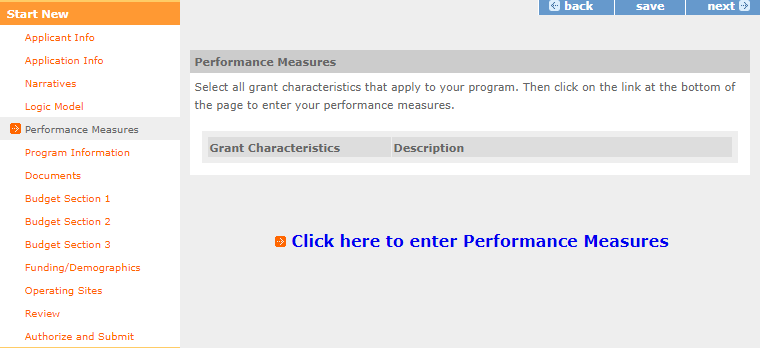 Start New
Applicant Info
Application Info
Narratives
Logic Model
Performance Measures
Program Information
Documents
Budget Section 1
Budget Section 2
Budget Section 3
Funding/Demographics
Operating Sites
Review
Authorize and Submit
back save next
Performance Measures
Select all grant characteristics that apply to your program. Then click on the link at the bottom of
the page to enter your performance measures.
Grant Characteristics Description
Click here to enter Performance Measures